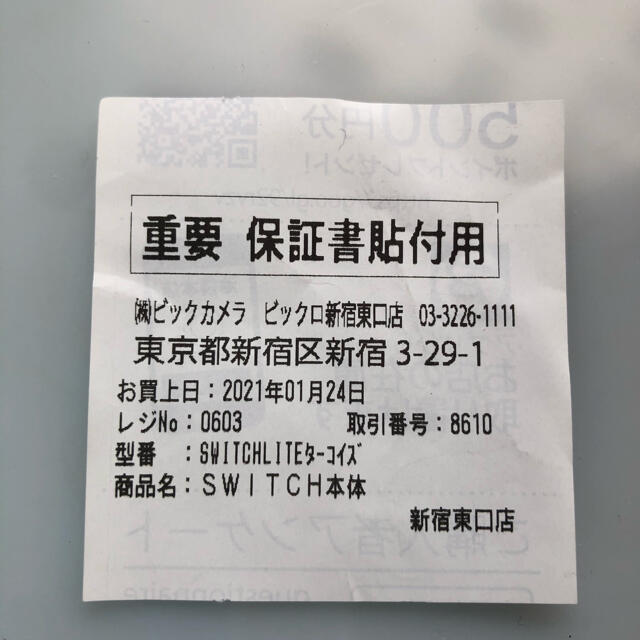 重要 保証書貼付用
㈱ビックカメラ ビックロ新宿東口店 03-3226-1111
東京都新宿区新宿3-29-1
お買上日：2021年01月24日
レジNo：0603 取引番号：8610
型番 ：SWITCHLITEﾀｰｺｲｽﾞ
商品名：ＳＷＩＴＣＨ本体
新宿東口店